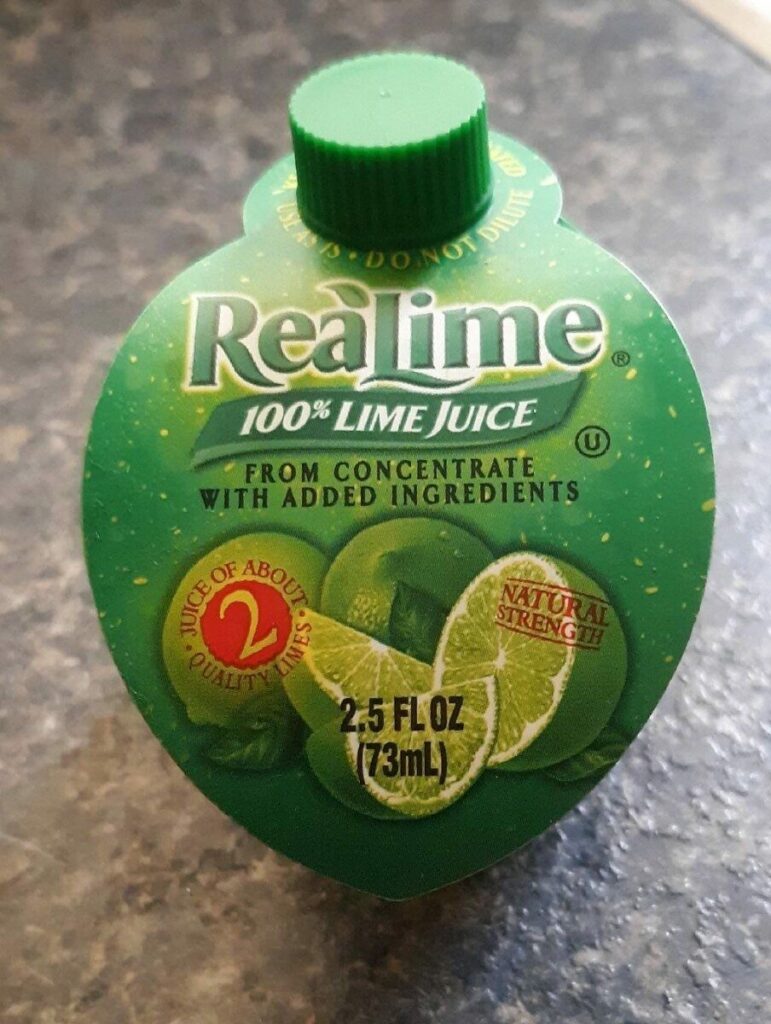 USE AS IS • DO NOT DILUTE
ReaLime®
100% LIME JUICE
U
FROM CONCENTRATE
WITH ADDED INGREDIENTS
• JUICE OF ABOUT •
2
QUALITY LIMES
NATURAL
STRENGTH
2.5 FL OZ
(73mL)